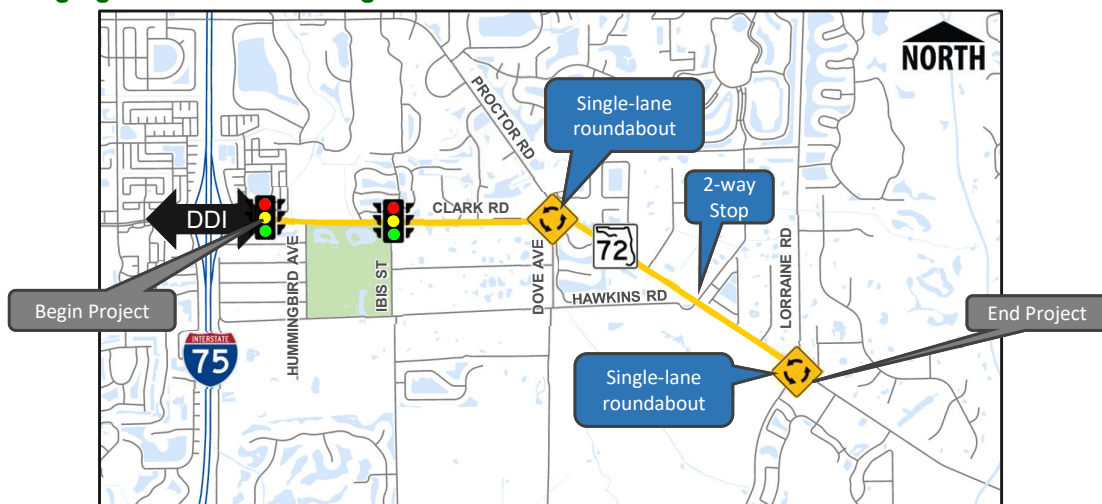 NORTH
PROCTOR RD
Single-lane
roundabout
2-way
Stop
DDI
CLARK RD
72
HUMMINGBIRD AVE
IBIS ST
DOVE AVE
HAWKINS RD
LORRAINE RD
Begin Project
End Project
INTERSTATE
75
Single-lane
roundabout